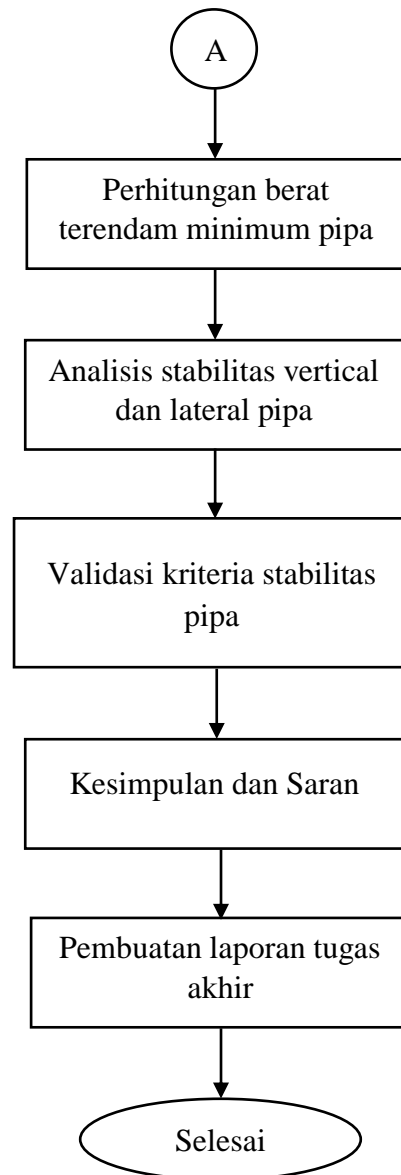 A
Perhitungan berat
terendam minimum pipa
Analisis stabilitas vertical
dan lateral pipa
Validasi kriteria stabilitas
pipa
Kesimpulan dan Saran
Pembuatan laporan tugas
akhir
Selesai